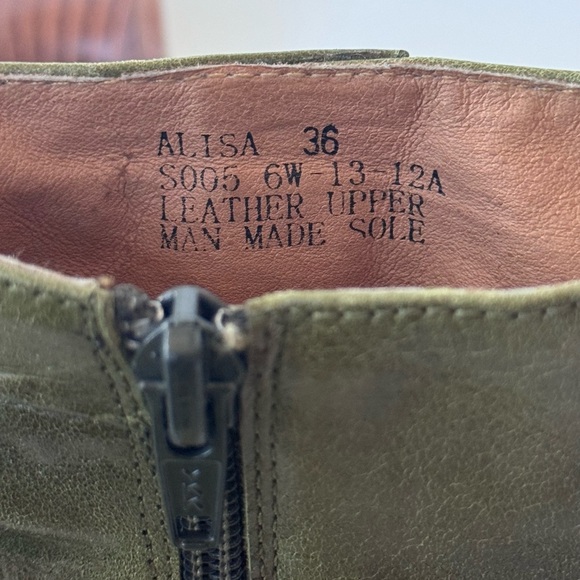 ALISA 36
S005 6W-13-12A
LEATHER UPPER
MAN MADE SOLE